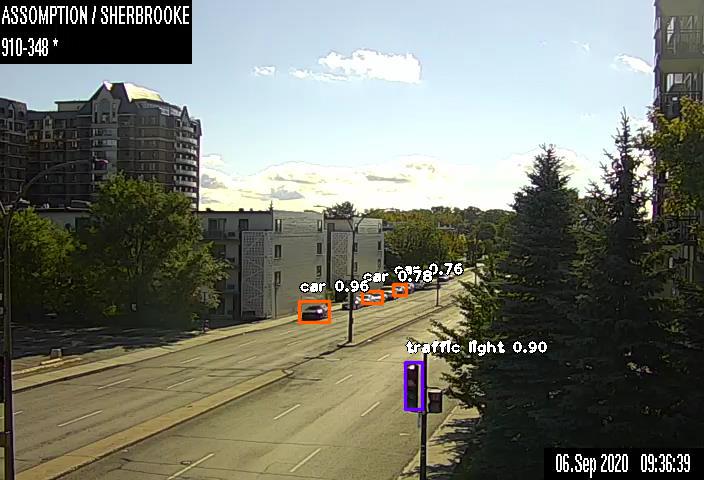 ASSOMPTION / SHERBROOKE
910-348 *
car 0.96
car 0.78
car 0.76
traffic light 0.90
06.Sep 2020 09:36:39